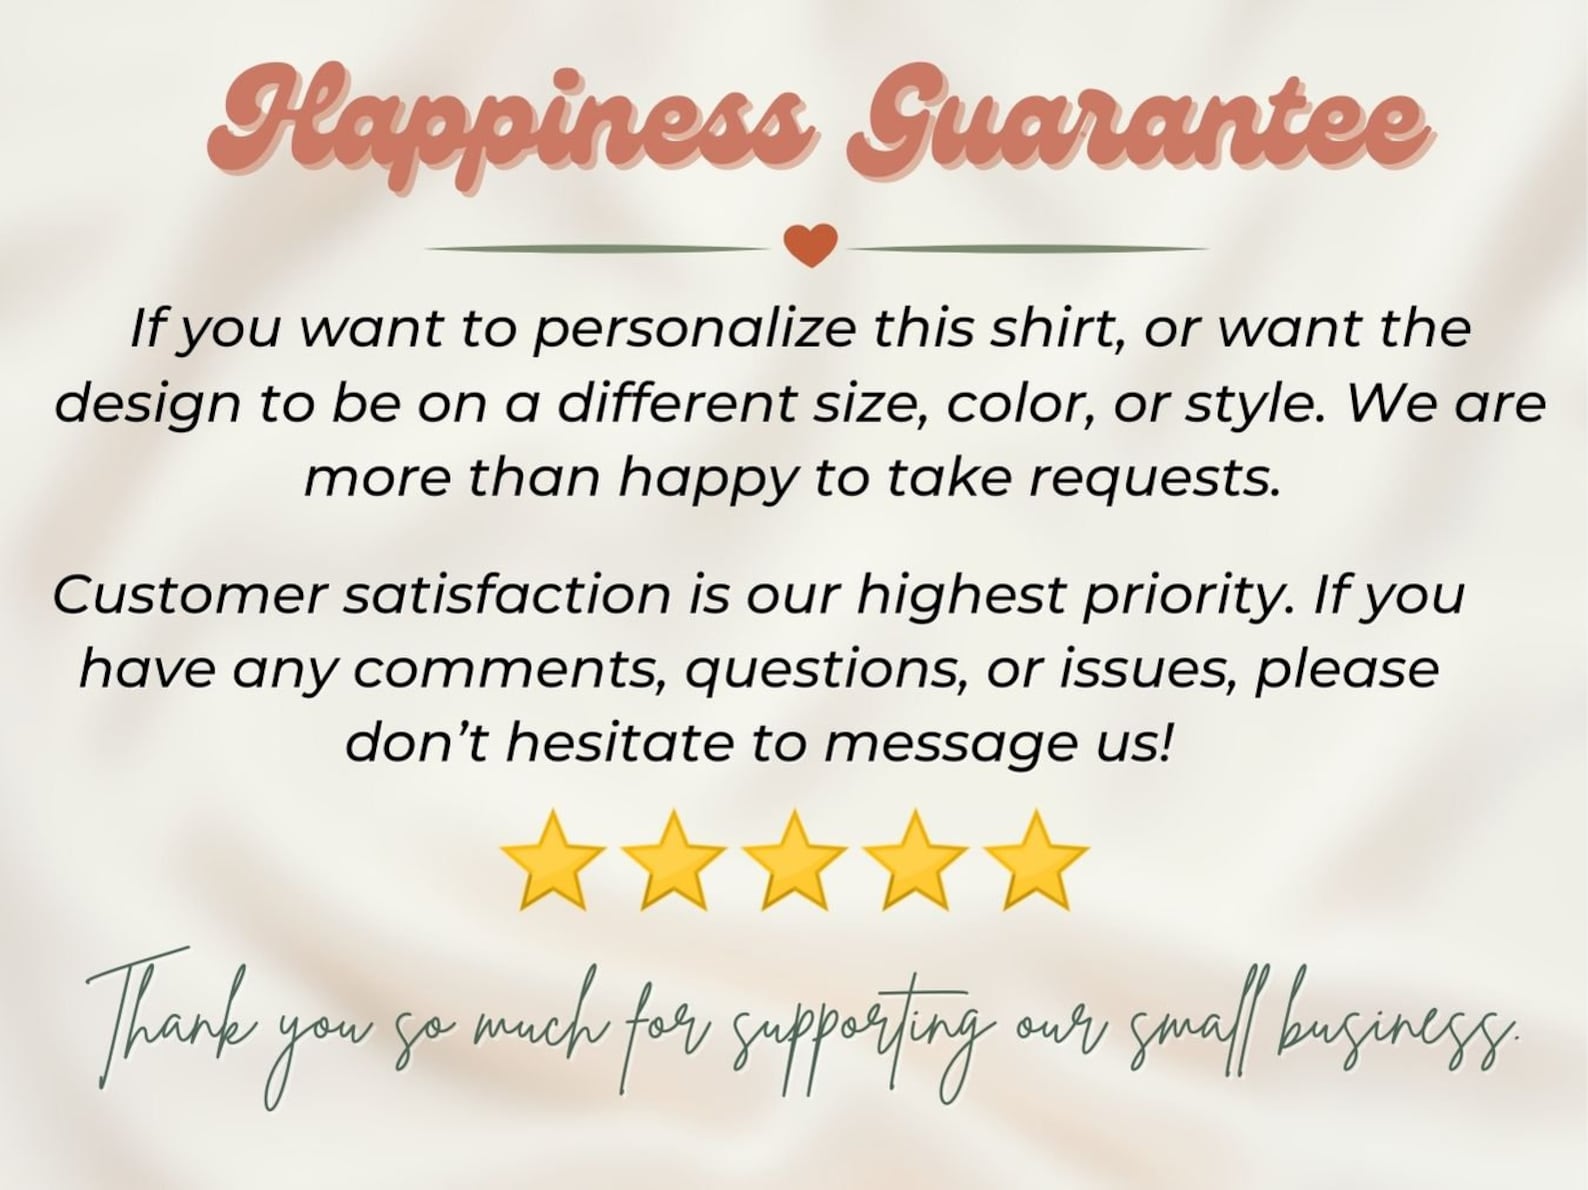 Happiness Guarantee
If you want to personalize this shirt, or want the
design to be on a different size, color, or style. We are
more than happy to take requests.
Customer satisfaction is our highest priority. If you
have any comments, questions, or issues, please
don’t hesitate to message us!
Thank you so much for supporting our small business.